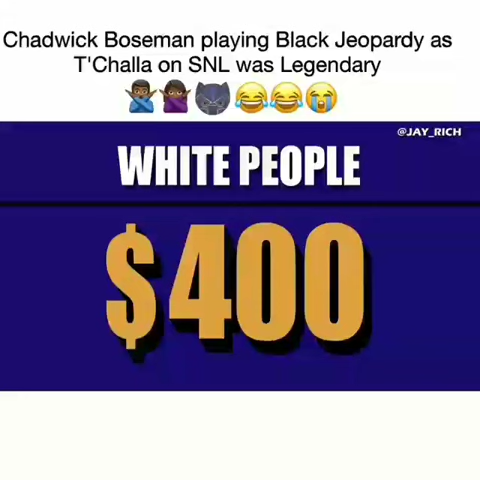 Chadwick Boseman playing Black Jeopardy as
T'Challa on SNL was Legendary
@JAY_RICH
WHITE PEOPLE
$400